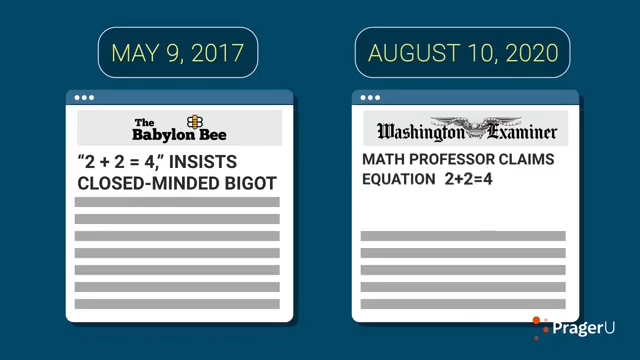 MAY 9, 2017
The
Babylon Bee
“2 + 2 = 4,” INSISTS
CLOSED-MINDED BIGOT
AUGUST 10, 2020
Washington Examiner
MATH PROFESSOR CLAIMS
EQUATION 2+2=4
PragerU